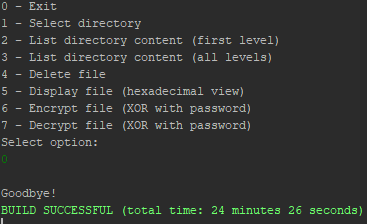 0 - Exit
1 - Select directory
2 - List directory content (first level)
3 - List directory content (all levels)
4 - Delete file
5 - Display file (hexadecimal view)
6 - Encrypt file (XOR with password)
7 - Decrypt file (XOR with password)
Select option:
0
Goodbye!
BUILD SUCCESSFUL (total time: 24 minutes 26 seconds)